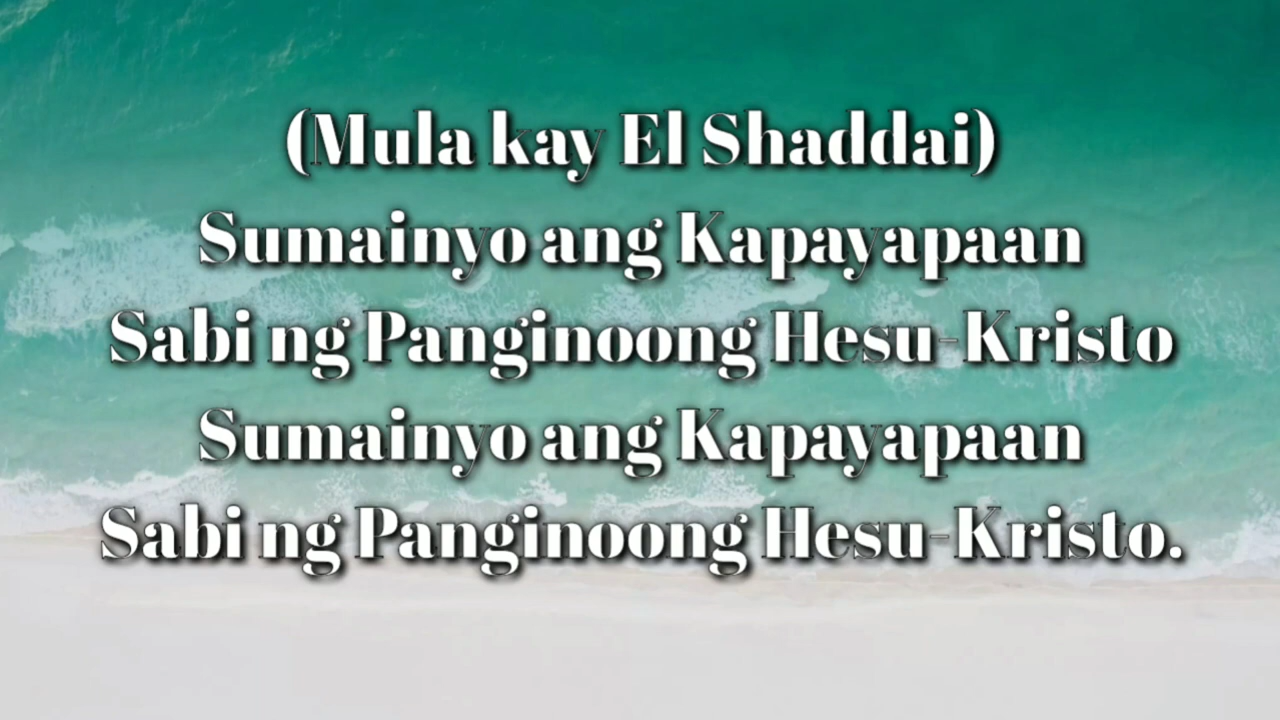 (Mula kay El Shaddai)
Sumainyo ang Kapayapaan
Sabi ng Panginoong Hesu-Kristo
Sumainyo ang Kapayapaan
Sabi ng Panginoong Hesu-Kristo.